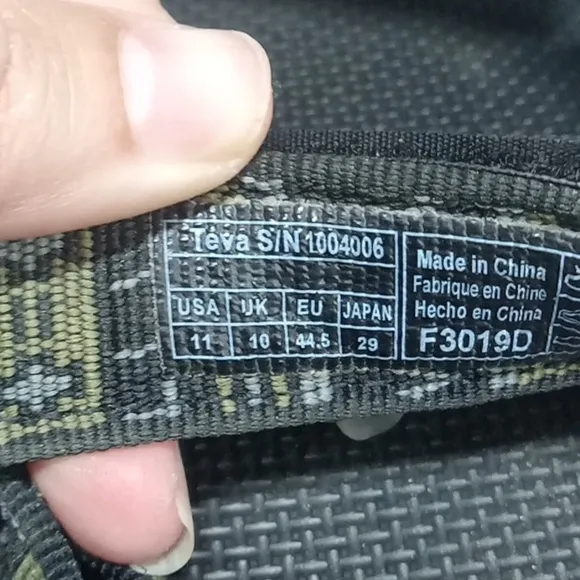 Teva S/N 1004006
USA UK EU JAPAN
11 10 44.5 29
Made in China
Fabrique en Chine
Hecho en China
F3019D